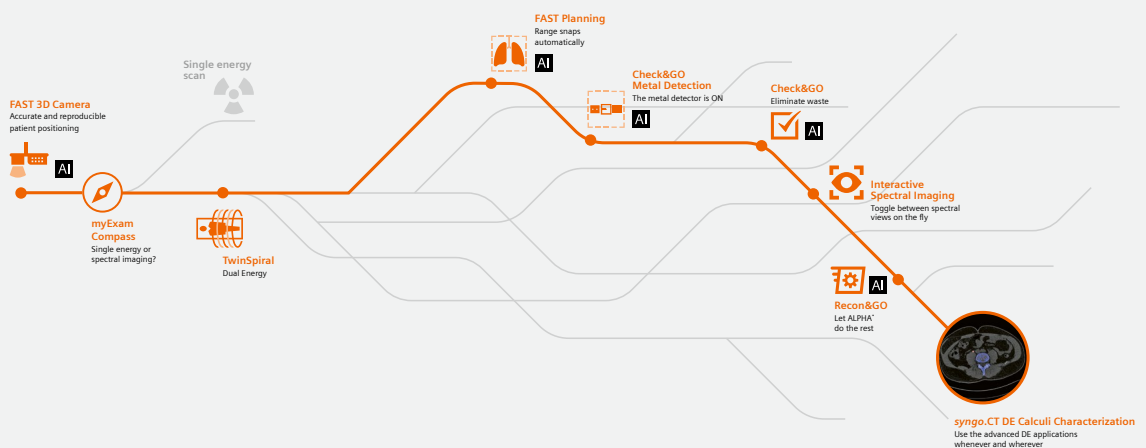 FAST 3D Camera
Accurate and reproducible
patient positioning
AI
myExam
Compass
Single energy or
spectral imaging?
Single energy
scan
TwinSpiral
Dual Energy
FAST Planning
Range snaps
automatically
AI
Check&GO
Metal Detection
The metal detector is ON
AI
Check&GO
Eliminate waste
AI
Interactive
Spectral Imaging
Toggle between spectral
views on the fly
AI
Recon&GO
Let ALPHA*
do the rest
syngo.CT DE Calculi Characterization
Use the advanced DE applications
whenever and wherever